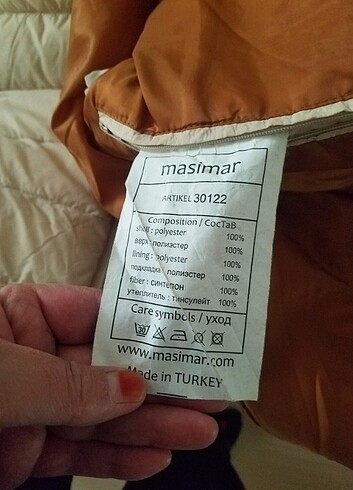 masimar
ARTIKEL 30122
Composition / СоСТаВ
shell : polyester 100%
верх полиэстер 100%
lining : polyester 100%
подкладка полиэстер 100%
fiber : синтепон 100%
утеплитель : тинсулейт 100%
Care symbols / уход
30
www.masimar.com
Made in TURKEY